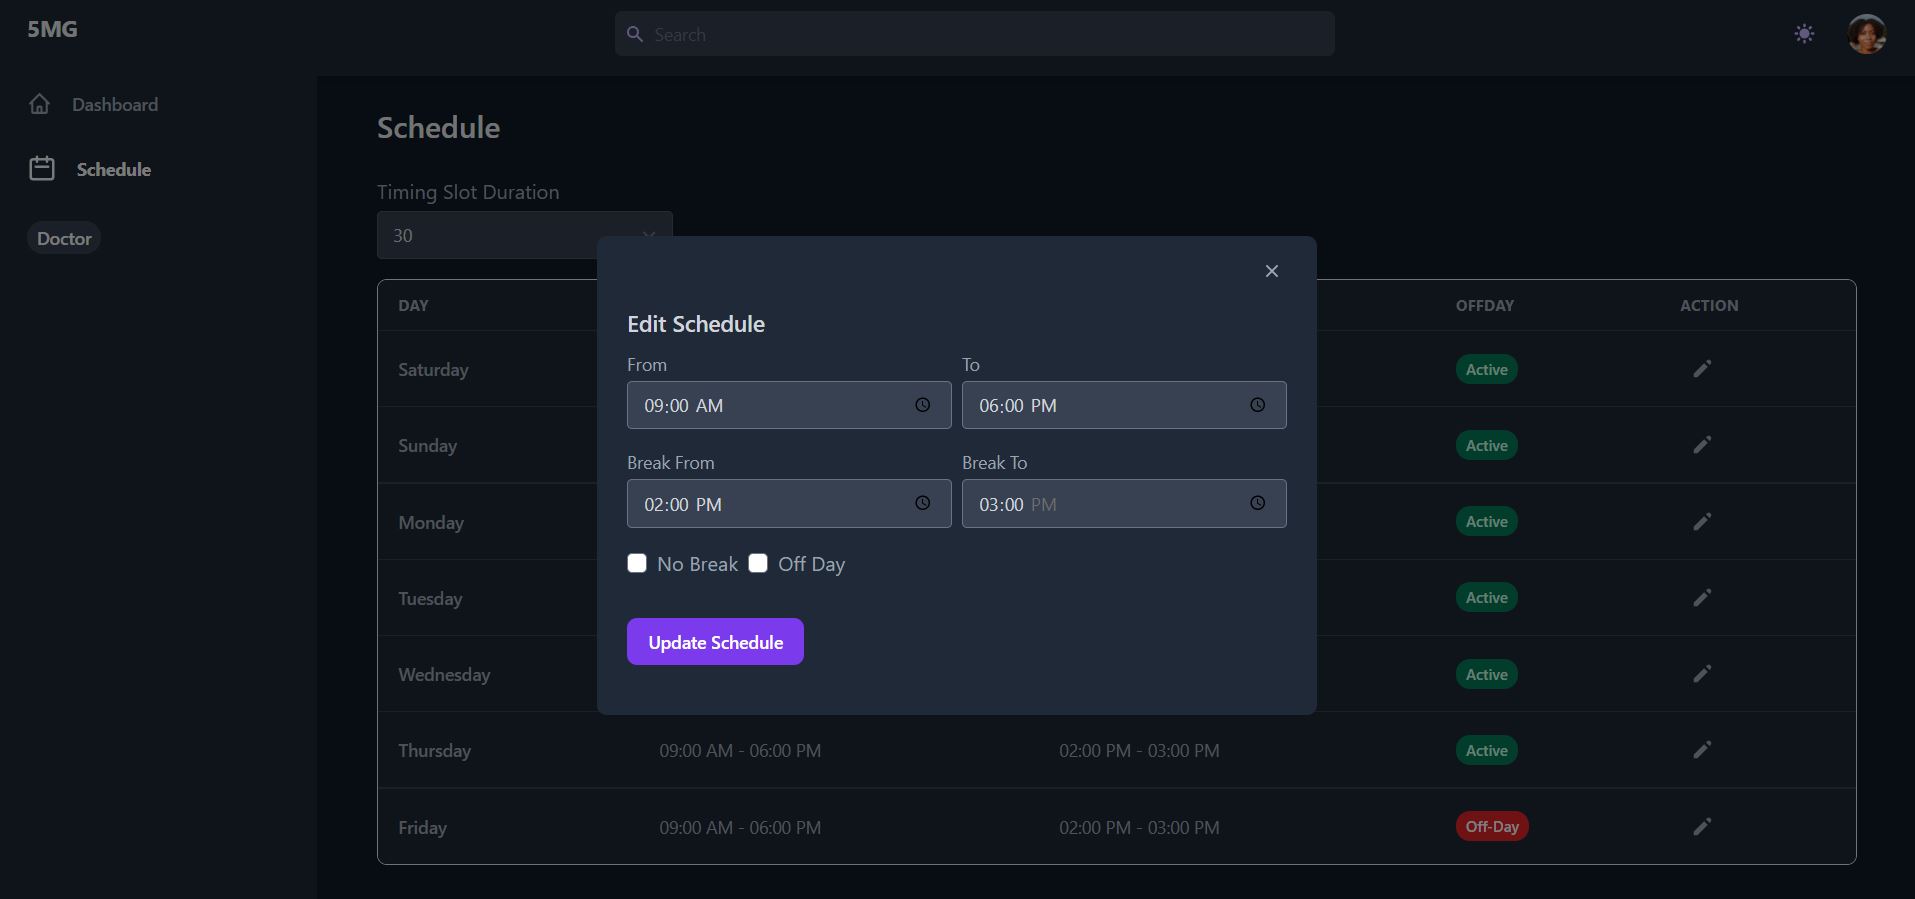 5MG
Search
Dashboard
Schedule
Doctor
Schedule
Timing Slot Duration
30
DAY OFFDAY ACTION
Saturday Active
Sunday Active
Monday Active
Tuesday Active
Wednesday Active
Thursday 09:00 AM - 06:00 PM 02:00 PM - 03:00 PM Active
Friday 09:00 AM - 06:00 PM 02:00 PM - 03:00 PM Off-Day
Edit Schedule
From To
09:00 AM 06:00 PM
Break From Break To
02:00 PM 03:00 PM
No Break Off Day
Update Schedule